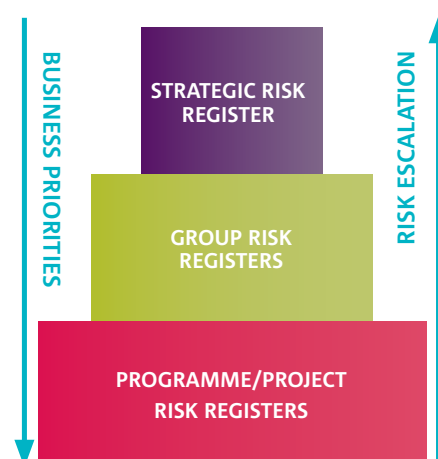 BUSINESS PRIORITIES
STRATEGIC RISK
REGISTER
GROUP RISK
REGISTERS
PROGRAMME/PROJECT
RISK REGISTERS
RISK ESCALATION